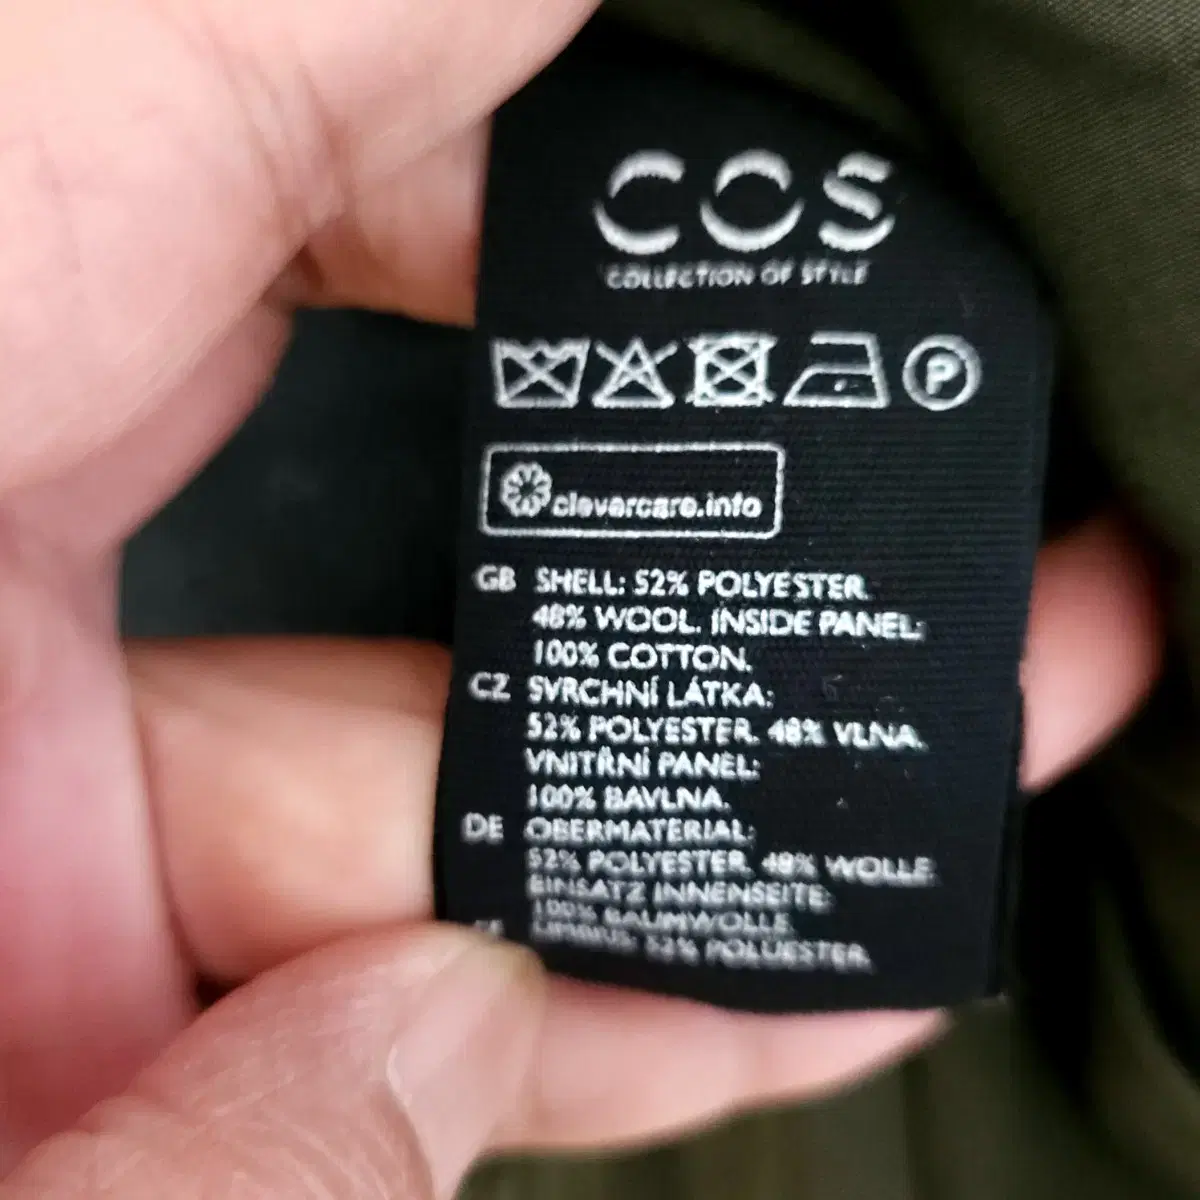 COS
COLLECTION OF STYLE
P
clevercare.info
GB SHELL: 52% POLYESTER.
48% WOOL. INSIDE PANEL:
100% COTTON.
CZ SVRCHNÍ LÁTKA:
52% POLYESTER. 48% VLNA.
VNITŘNÍ PANEL:
100% BAVLNA.
DE OBERMATERIAL:
52% POLYESTER. 48% WOLLE.
EINSATZ INNENSEITE:
100% BAUMWOLLE.
52% POLÜESTER.